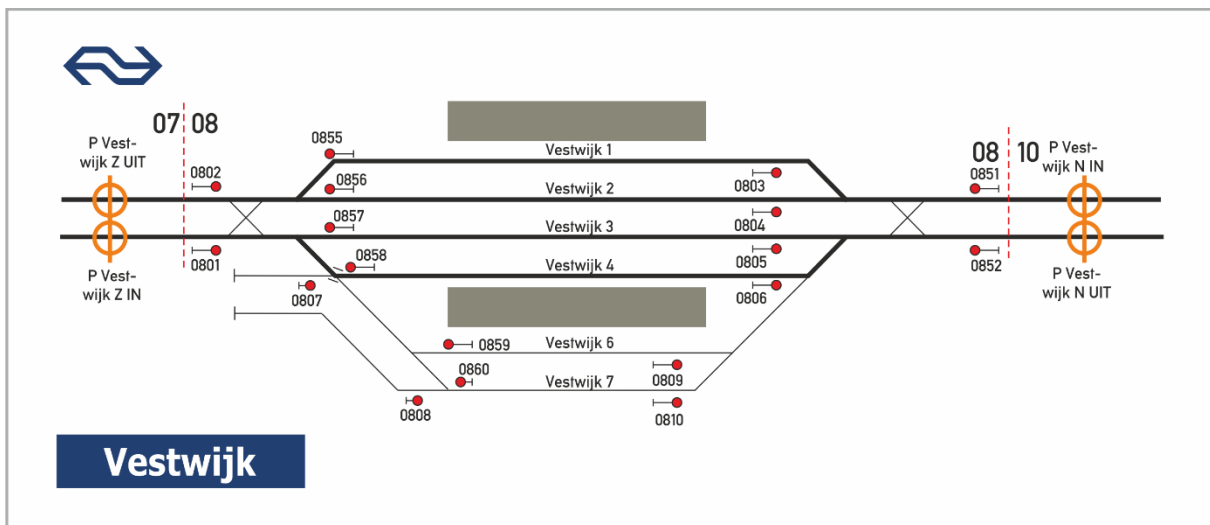 07 08
P Vest-
wijk Z UIT
0802
0855
Vestwijk 1
0856
Vestwijk 2
0803
08 10
0851
P Vest-
wijk N IN
0857
Vestwijk 3
0804
0801
P Vest-
wijk Z IN
0858
Vestwijk 4
0805
0852
P Vest-
wijk N UIT
0807
0806
0859
Vestwijk 6
0860
Vestwijk 7
0809
0808
0810
Vestwijk